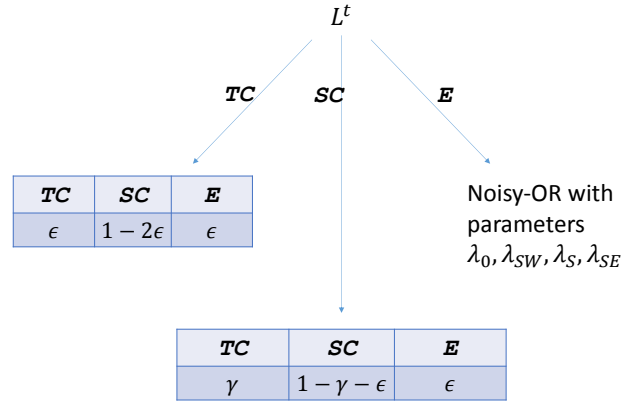 L^t
TC
SC
E
TC SC E
ϵ 1 − 2ϵ ϵ
Noisy-OR with
parameters
λ_0, λ_SW, λ_S, λ_SE
TC SC E
γ 1 − γ − ϵ ϵ